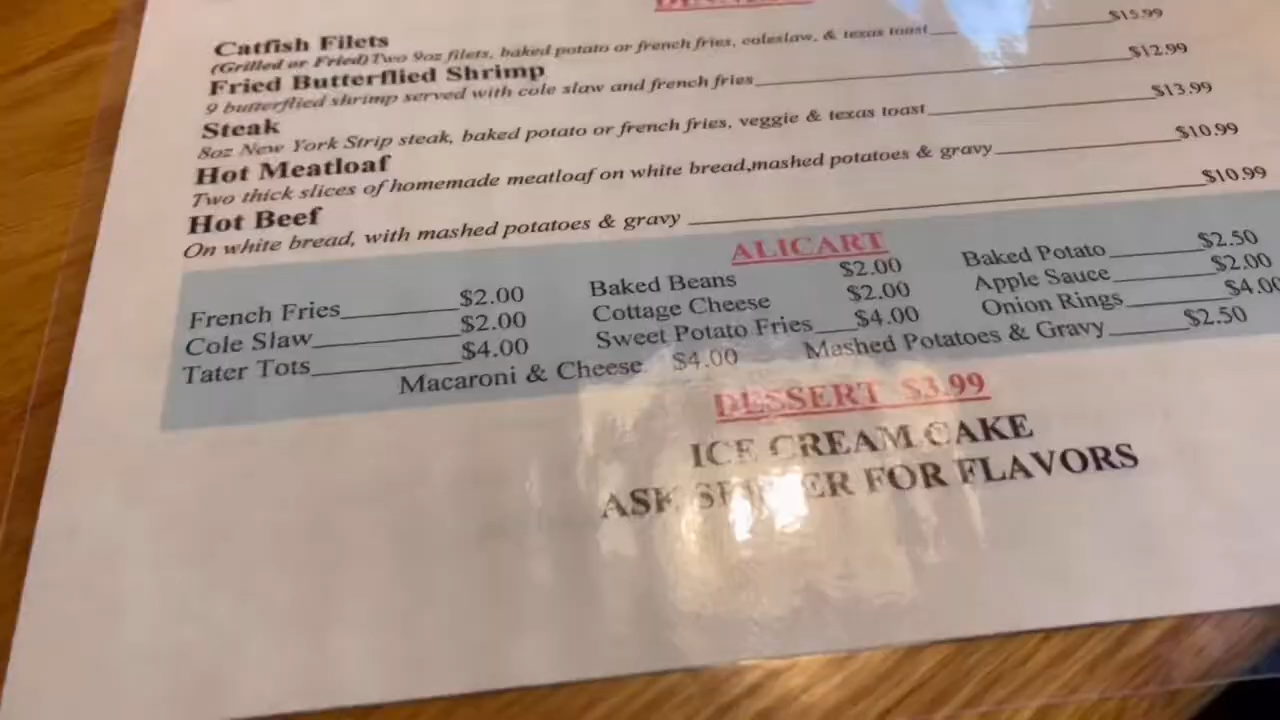 Catfish Filets
$15.99
(Grilled or Fried) Two 9oz filets, baked potato or french fries, coleslaw, & texas toast
Fried Butterflied Shrimp
$12.99
9 butterflied shrimp served with cole slaw and french fries
Steak
$13.99
8oz New York Strip steak, baked potato or french fries, veggie & texas toast
Hot Meatloaf
$10.99
Two thick slices of homemade meatloaf on white bread,mashed potatoes & gravy
Hot Beef
$10.99
On white bread, with mashed potatoes & gravy
ALICART
French Fries $2.00 Baked Beans $2.00 Baked Potato $2.50
Cole Slaw $2.00 Cottage Cheese $2.00 Apple Sauce $2.00
Tater Tots $4.00 Sweet Potato Fries $4.00 Onion Rings $4.00
Macaroni & Cheese $4.00 Mashed Potatoes & Gravy $2.50
DESSERT $3.99
ICE CREAM CAKE
ASK FOR FLAVORS